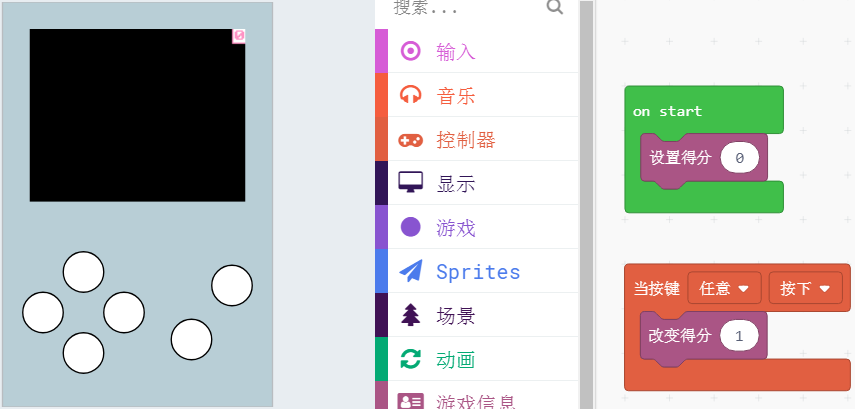 0
搜索...
输入
音乐
控制器
显示
游戏
Sprites
场景
动画
游戏信息
on start
设置得分 0
当按键 任意 按下
改变得分 1